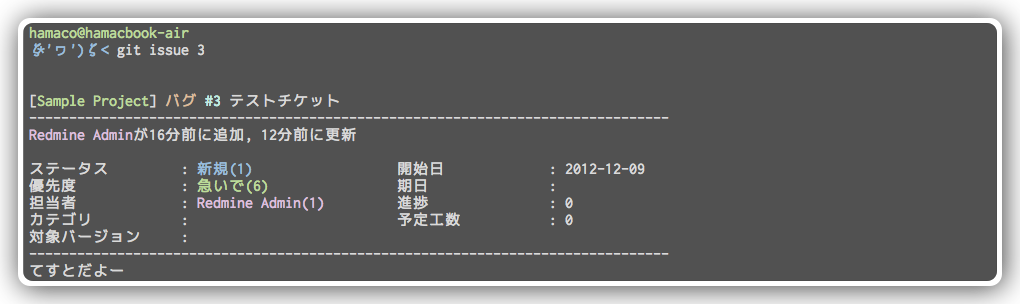 hamaco@hamacbook-air
ζ*'ヮ')ζ< git issue 3
[Sample Project] バグ #3 テストチケット
--------------------------------------------------------------------------------
Redmine Adminが16分前に追加, 12分前に更新
ステータス : 新規(1) 開始日 : 2012-12-09
優先度 : 急いで(6) 期日 :
担当者 : Redmine Admin(1) 進捗 : 0
カテゴリ : 予定工数 : 0
対象バージョン :
--------------------------------------------------------------------------------
てすとだよー